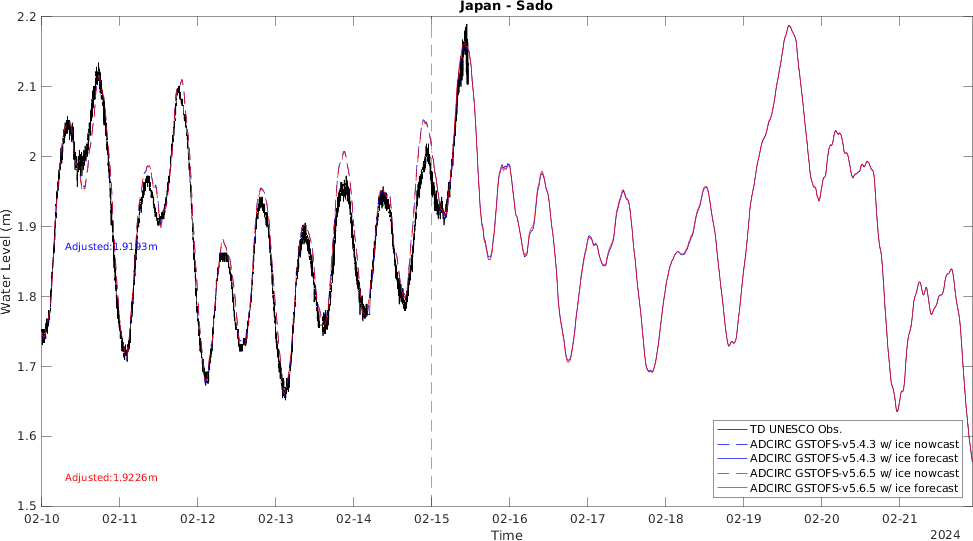 Japan - Sado
Water Level (m)
2.2
2.1
2
1.9
1.8
1.7
1.6
1.5
Adjusted:1.9193m
Adjusted:1.9226m
TD UNESCO Obs.
ADCIRC GSTOFS-v5.4.3 w/ ice nowcast
ADCIRC GSTOFS-v5.4.3 w/ ice forecast
ADCIRC GSTOFS-v5.6.5 w/ ice nowcast
ADCIRC GSTOFS-v5.6.5 w/ ice forecast
02-10 02-11 02-12 02-13 02-14 02-15 02-16 02-17 02-18 02-19 02-20 02-21
Time
2024